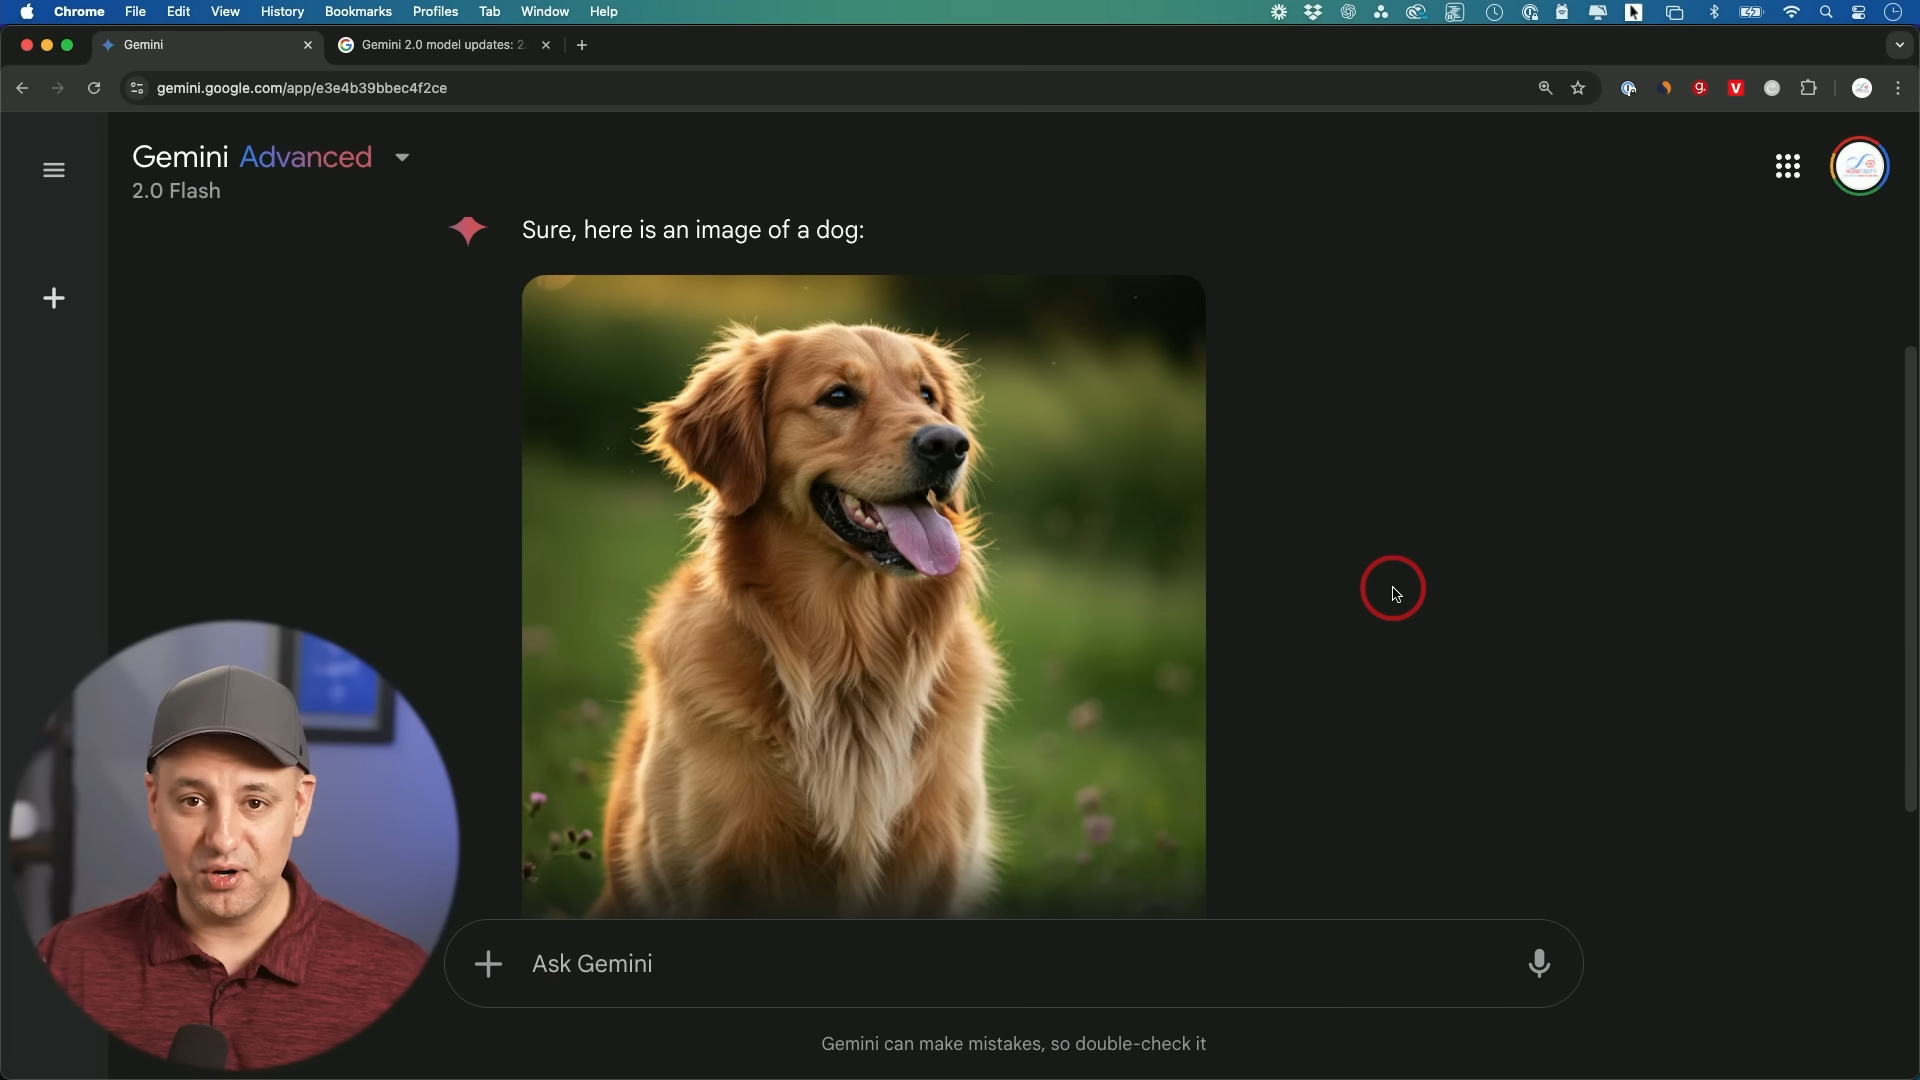 Chrome File Edit View History Bookmarks Profiles Tab Window Help
Gemini
Gemini 2.0 model updates: 2.
gemini.google.com/app/e3e4b39bbec4f2ce
g.
V
Gemini Advanced
2.0 Flash
Sure, here is an image of a dog:
Ask Gemini
Gemini can make mistakes, so double-check it